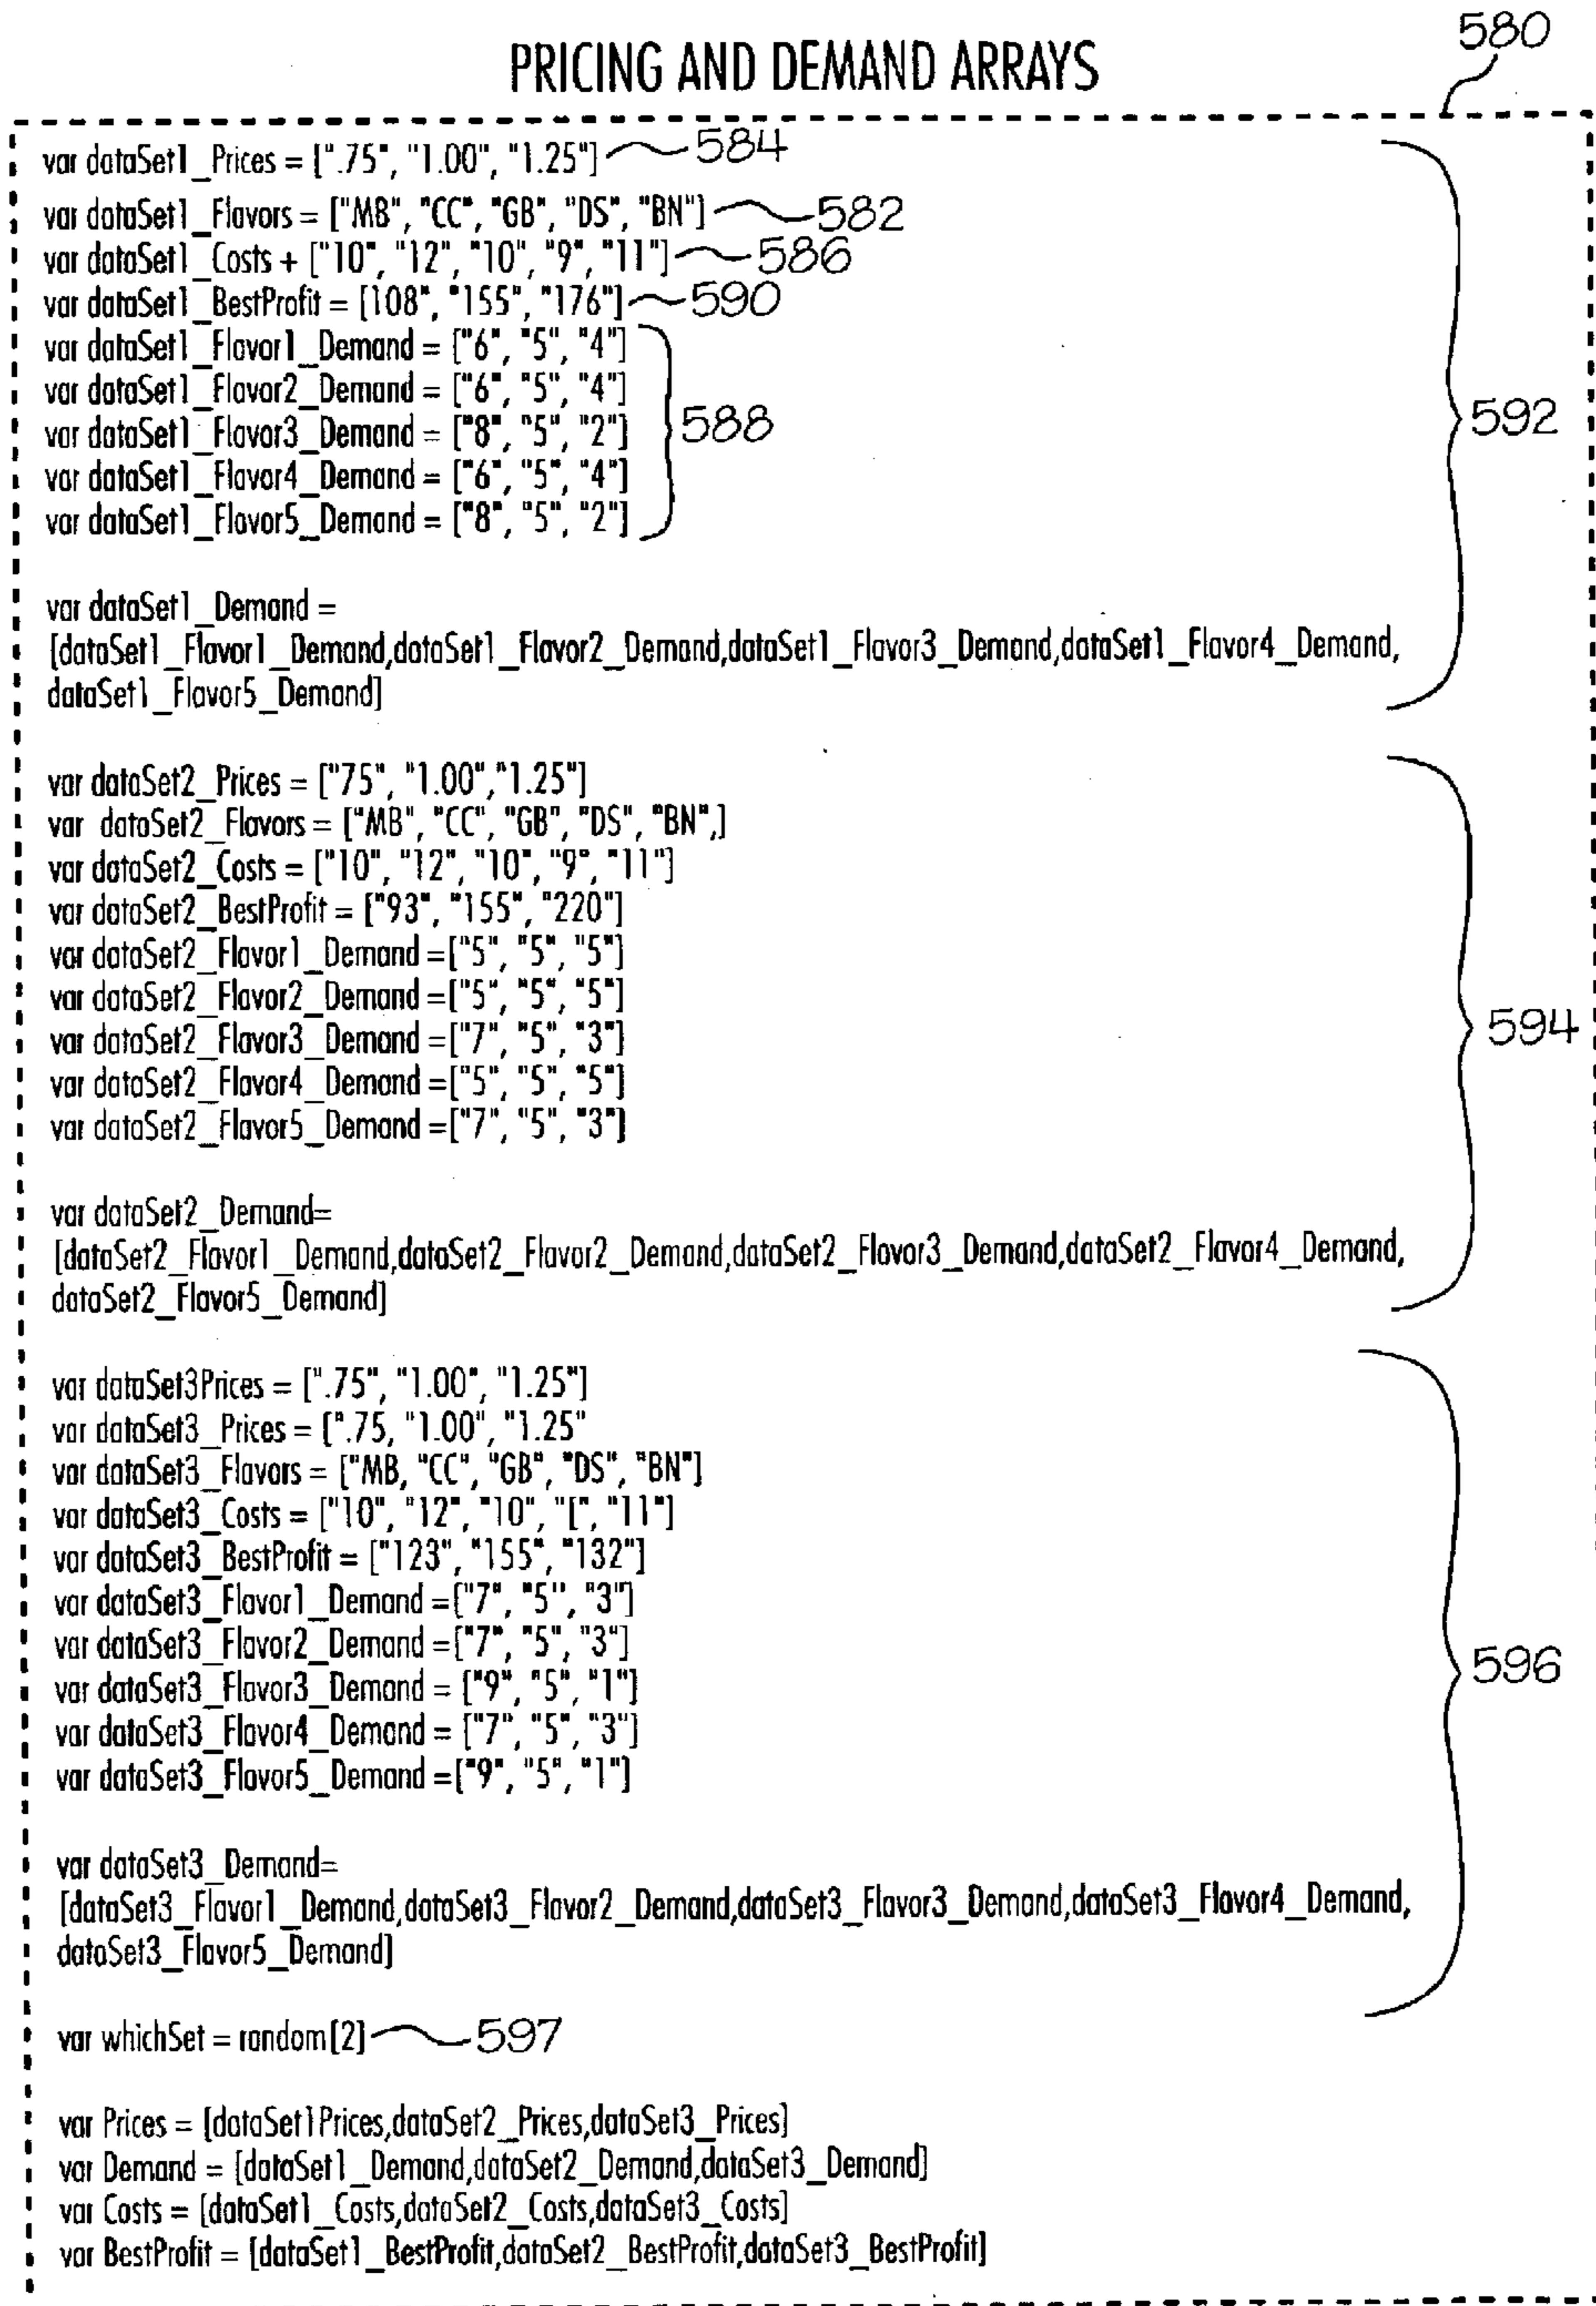 580
PRICING AND DEMAND ARRAYS
var dataSet1_Prices = [".75", "1.00", "1.25"] 584
var dataSet1_Flavors = ["MB", "CC", "GB", "DS", "BN"] 582
var dataSet1_Costs + ["10", "12", "10", "9", "11"] 586
var dataSet1_BestProfit = [108", "155", "176"] 590
var dataSet1_Flavor1_Demand = ["6", "5", "4"]
var dataSet1_Flavor2_Demand = ["6", "5", "4"]
var dataSet1_Flavor3_Demand = ["8", "5", "2"] 588 592
var dataSet1_Flavor4_Demand = ["6", "5", "4"]
var dataSet1_Flavor5_Demand = ["8", "5", "2"]
var dataSet1_Demand =
[dataSet1_Flavor1_Demand,dataSet1_Flavor2_Demand,dataSet1_Flavor3_Demand,dataSet1_Flavor4_Demand,
dataSet1_Flavor5_Demand]
var dataSet2_Prices = ["75", "1.00","1.25"]
var dataSet2_Flavors = ["MB", "CC", "GB", "DS", "BN",]
var dataSet2_Costs = ["10", "12", "10", "9", "11"]
var dataSet2_BestProfit = ["93", "155", "220"]
var dataSet2_Flavor1_Demand =["5", "5", "5"]
var dataSet2_Flavor2_Demand =["5", "5", "5"]
var dataSet2_Flavor3_Demand =["7", "5", "3"] 594
var dataSet2_Flavor4_Demand =["5", "5", "5"]
var dataSet2_Flavor5_Demand =["7", "5", "3"]
var dataSet2_Demand=
[dataSet2_Flavor1_Demand,dataSet2_Flavor2_Demand,dataSet2_Flavor3_Demand,dataSet2_Flavor4_Demand,
dataSet2_Flavor5_Demand]
var dataSet3Prices = [".75", "1.00", "1.25"]
var dataSet3_Prices = [".75, "1.00", "1.25"
var dataSet3_Flavors = ["MB, "CC", "GB", "DS", "BN"]
var dataSet3_Costs = ["10", "12", "10", "[", "11"]
var dataSet3_BestProfit = ["123", "155", "132"]
var dataSet3_Flavor1_Demand =["7", "5", "3"]
var dataSet3_Flavor2_Demand =["7", "5", "3"]
var dataSet3_Flavor3_Demand = ["9", "5", "1"] 596
var dataSet3_Flavor4_Demand = ["7", "5", "3"]
var dataSet3_Flavor5_Demand =["9", "5", "1"]
var dataSet3_Demand=
[dataSet3_Flavor1_Demand,dataSet3_Flavor2_Demand,dataSet3_Flavor3_Demand,dataSet3_Flavor4_Demand,
dataSet3_Flavor5_Demand]
var whichSet = random[2] 597
var Prices = [dataSet1Prices,dataSet2_Prices,dataSet3_Prices]
var Demand = [dataSet1_Demand,dataSet2_Demand,dataSet3_Demand]
var Costs = [dataSet1_Costs,dataSet2_Costs,dataSet3_Costs]
var BestProfit = [dataSet1_BestProfit,dataSet2_BestProfit,dataSet3_BestProfit]